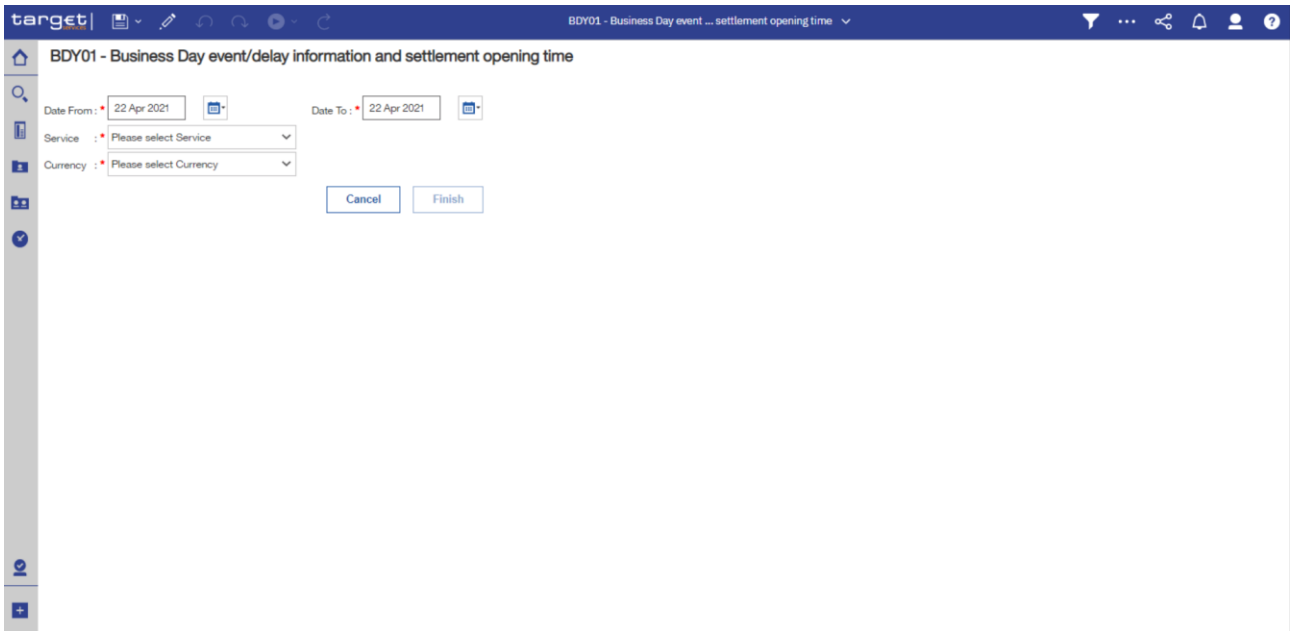 target| BDY01 - Business Day event ... settlement opening time
services
BDY01 - Business Day event/delay information and settlement opening time
Date From : * 22 Apr 2021 Date To : * 22 Apr 2021
Service : * Please select Service
Currency : * Please select Currency
Cancel Finish